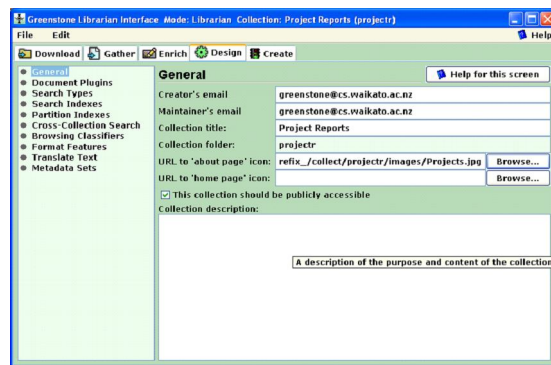 Greenstone Librarian Interface Mode: Librarian Collection: Project Reports (projectr)
File Edit Help
Download Gather Enrich Design Create
General
Document Plugins
Search Types
Search Indexes
Partition Indexes
Cross-Collection Search
Browsing Classifiers
Format Features
Translate Text
Metadata Sets
General Help for this screen
Creator's email greenstone@cs.waikato.ac.nz
Maintainer's email greenstone@cs.waikato.ac.nz
Collection title: Project Reports
Collection folder: projectr
URL to 'about page' icon: refix_/collect/projectr/images/Projects.jpg Browse...
URL to 'home page' icon: Browse...
This collection should be publicly accessible
Collection description:
A description of the purpose and content of the collection